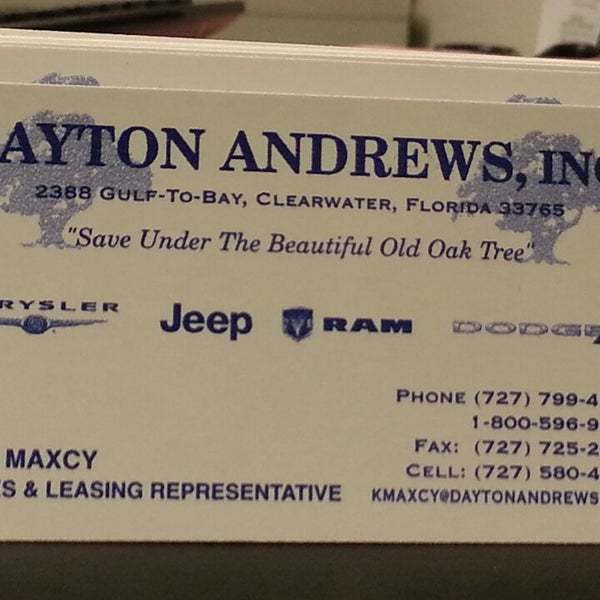 AYTON ANDREWS, IN
2388 GULF-TO-BAY, CLEARWATER, FLORIDA 33765
"Save Under The Beautiful Old Oak Tree"
RYSLER Jeep RAM DODGE
PHONE (727) 799-4
1-800-596-9
FAX: (727) 725-2
MAXCY CELL: (727) 580-4
S & LEASING REPRESENTATIVE KMAXCY@DAYTONANDREWS